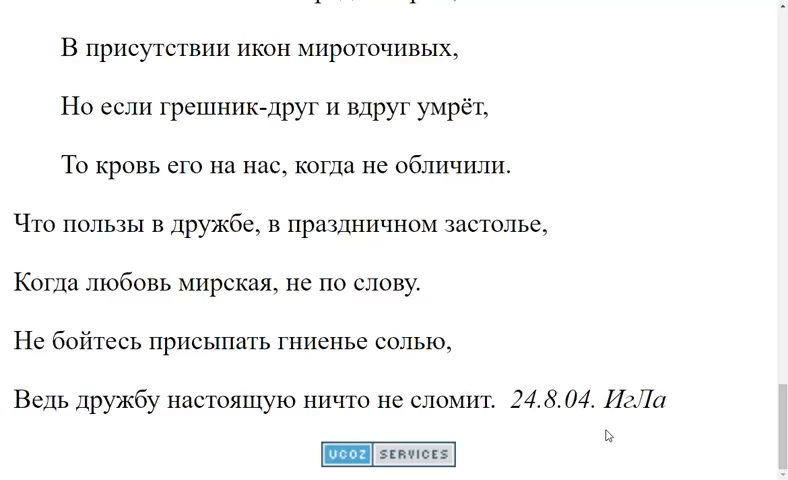 В присутствии икон мироточивых,
Но если грешник-друг и вдруг умрёт,
То кровь его на нас, когда не обличили.
Что пользы в дружбе, в праздничном застолье,
Когда любовь мирская, не по слову.
Не бойтесь присыпать гниенье солью,
Ведь дружбу настоящую ничто не сломит. 24.8.04. ИгЛа
UCOZ SERVICES